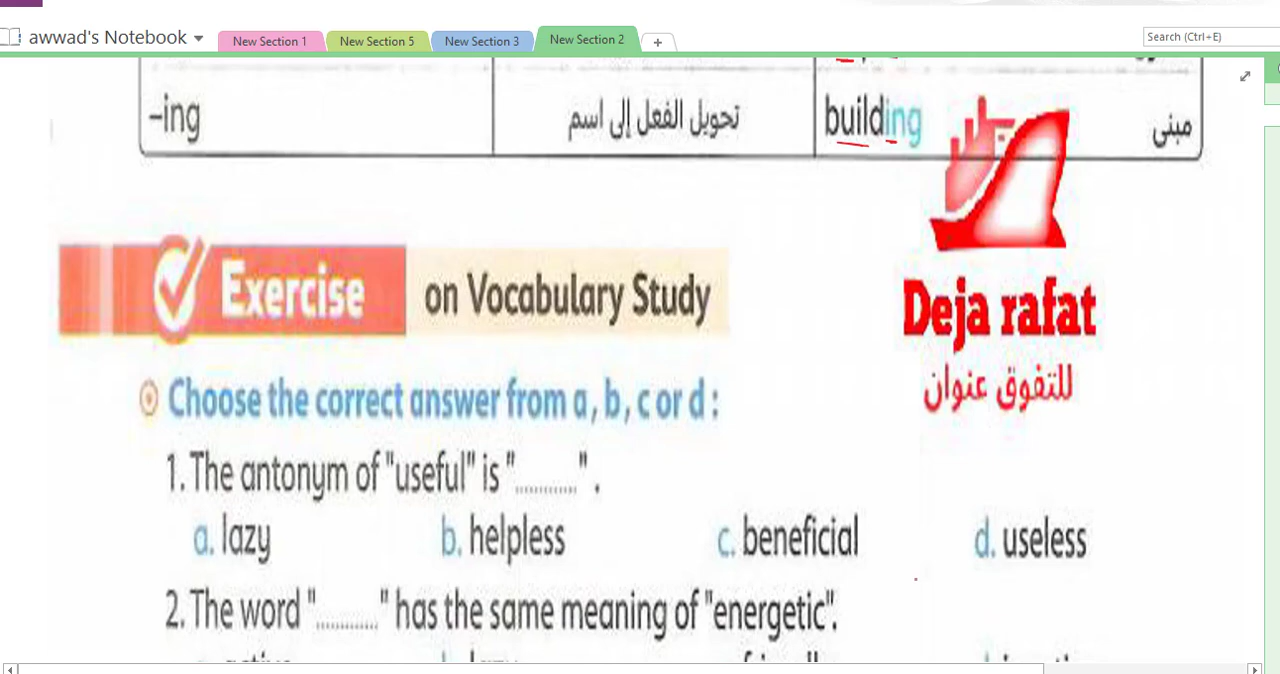 awwad's Notebook
New Section 1
New Section 5
New Section 3
New Section 2
+
Search (Ctrl+E)
–ing
تحويل الفعل إلى اسم
building
مبنى
Exercise on Vocabulary Study
Deja rafat
للتفوق عنوان
Choose the correct answer from a, b, c or d :
1. The antonym of "useful" is "............" .
a. lazy b. helpless c. beneficial d. useless
2. The word "............" has the same meaning of "energetic".